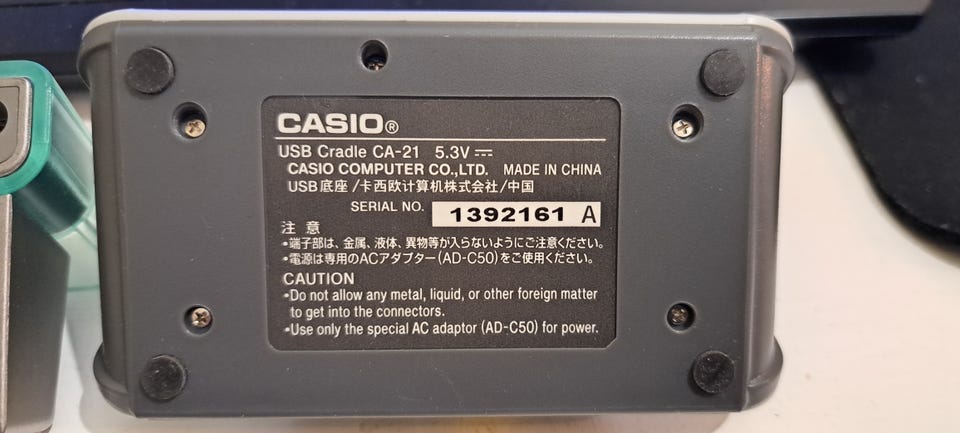 CASIO®
USB Cradle CA-21 5.3V ⎓
CASIO COMPUTER CO.,LTD. MADE IN CHINA
USB底座/卡西欧计算机株式会社/中国
SERIAL NO. 1392161 A
注意
•端子部は、金属、液体、異物等が入らないようにご注意ください。
•電源は専用のACアダプター(AD-C50)をご使用ください。
CAUTION
•Do not allow any metal, liquid, or other foreign matter
to get into the connectors.
•Use only the special AC adaptor (AD-C50) for power.